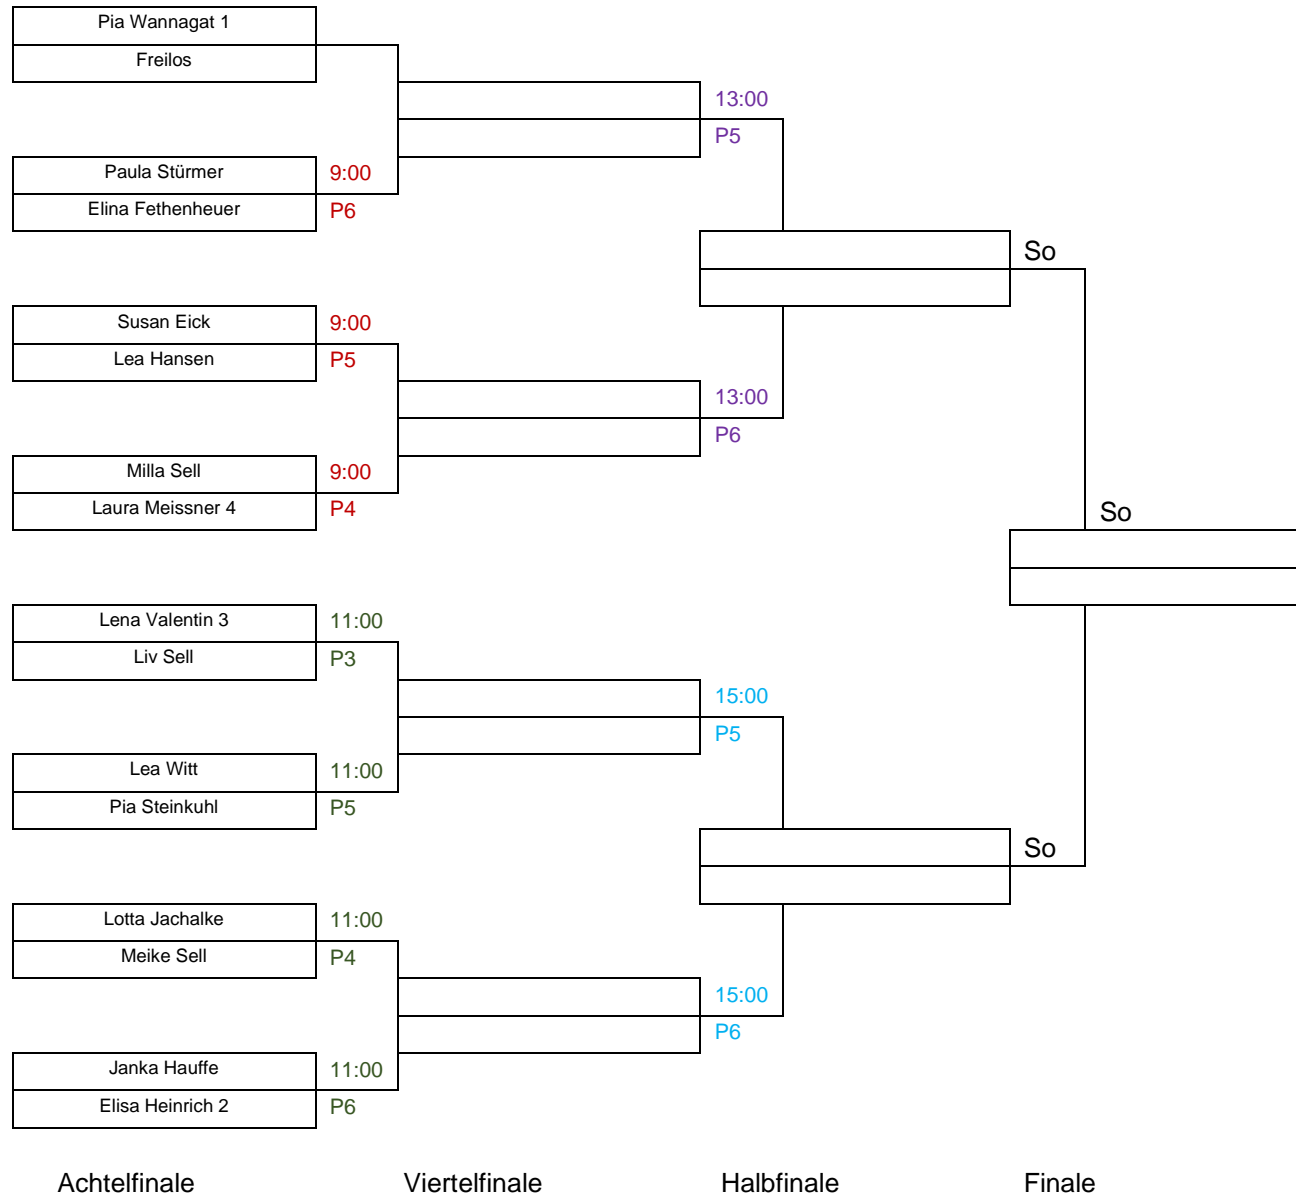 Pia Wannagat 1
Freilos
13:00
P5
Paula Stürmer
9:00
Elina Fethenheuer
P6
So
Susan Eick
9:00
Lea Hansen
P5
13:00
P6
Milla Sell
9:00
Laura Meissner 4
P4
So
Lena Valentin 3
11:00
Liv Sell
P3
15:00
P5
Lea Witt
11:00
Pia Steinkuhl
P5
So
Lotta Jachalke
11:00
Meike Sell
P4
15:00
P6
Janka Hauffe
11:00
Elisa Heinrich 2
P6
Achtelfinale
Viertelfinale
Halbfinale
Finale